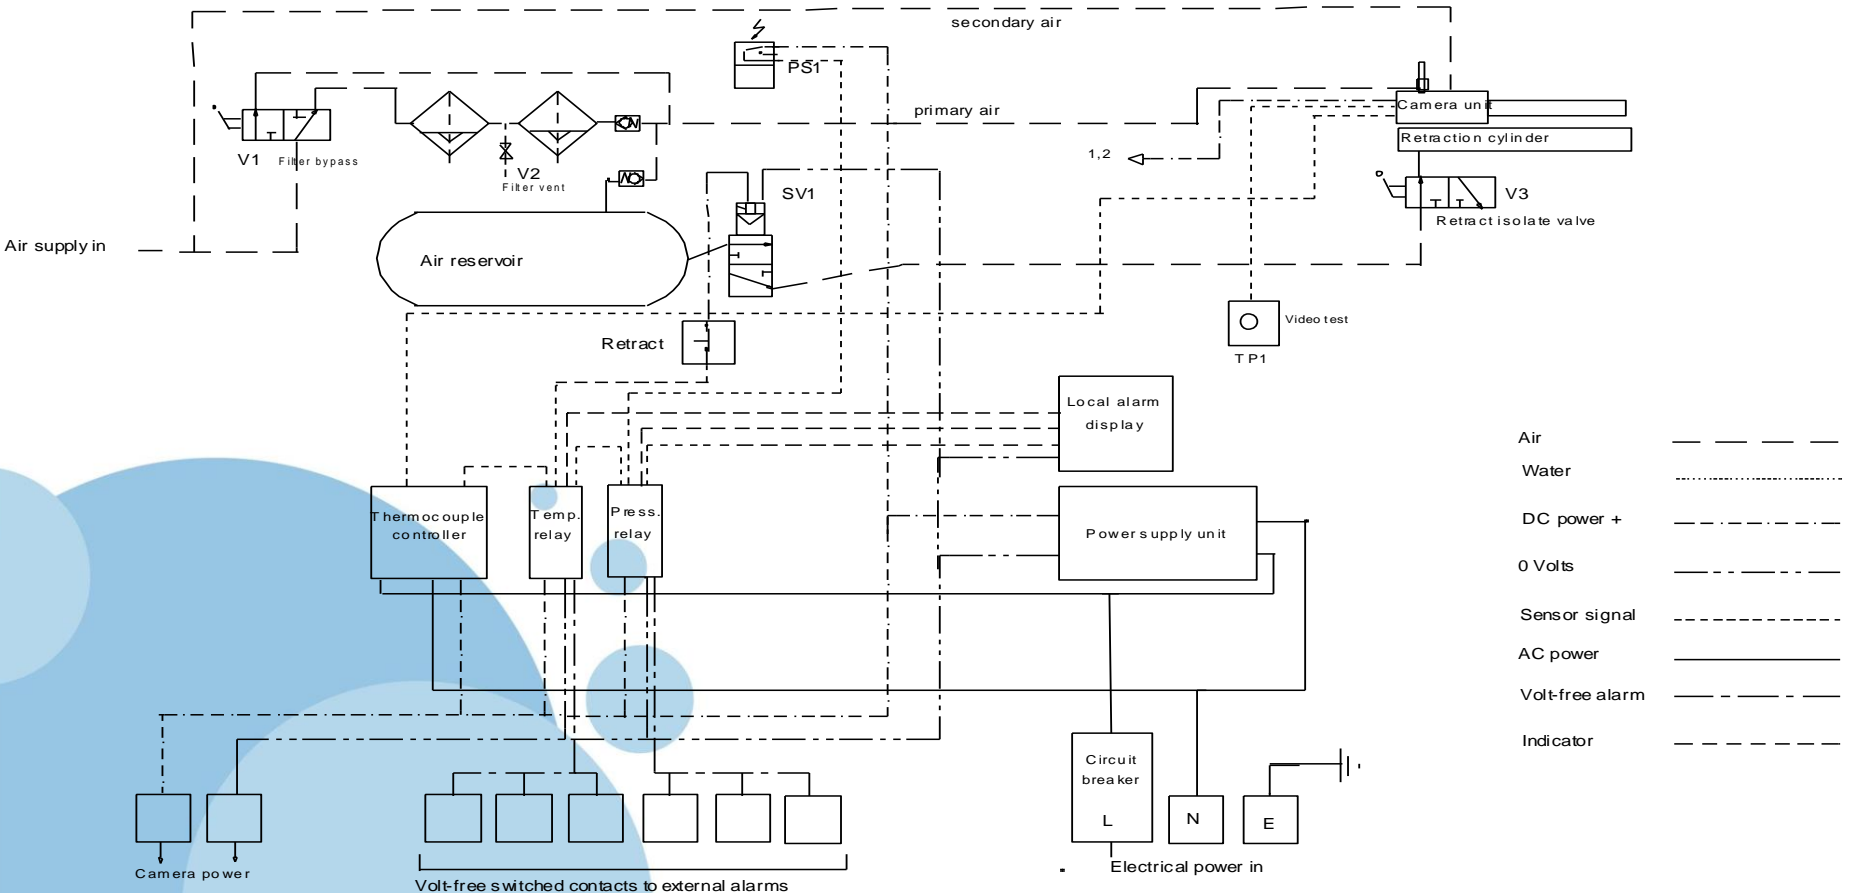 secondary air
PS1
primary air
Camera unit
Retraction cylinder
V1
Filter bypass
V2
Filter vent
1,2
SV1
V3
Retract isolate valve
Air supply in
Air reservoir
Video test
TP1
Retract
Local alarm
display
Thermocouple
controller
Temp.
relay
Press.
relay
Power supply unit
Air
Water
DC power +
0 Volts
Sensor signal
AC power
Volt-free alarm
Indicator
Circuit
breaker
L
N
E
Camera power
Electrical power in
Volt-free switched contacts to external alarms